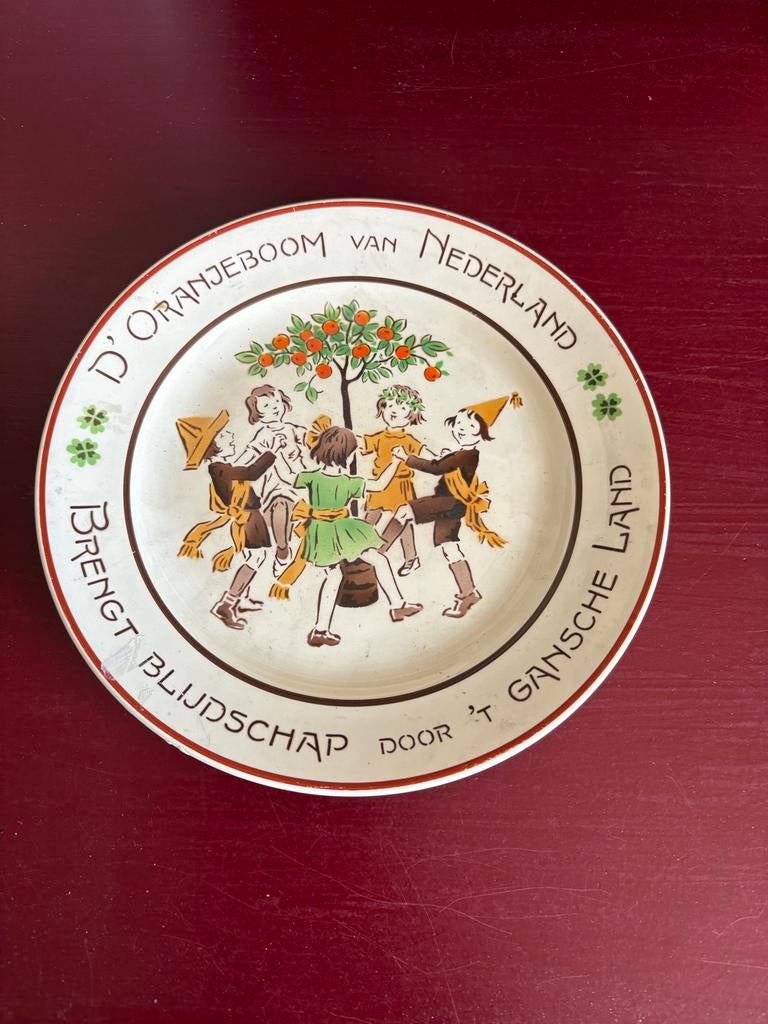 D' ORANJEBOOM VAN NEDERLAND
BRENGT BLIJDSCHAP DOOR 'T GANSCHE LAND